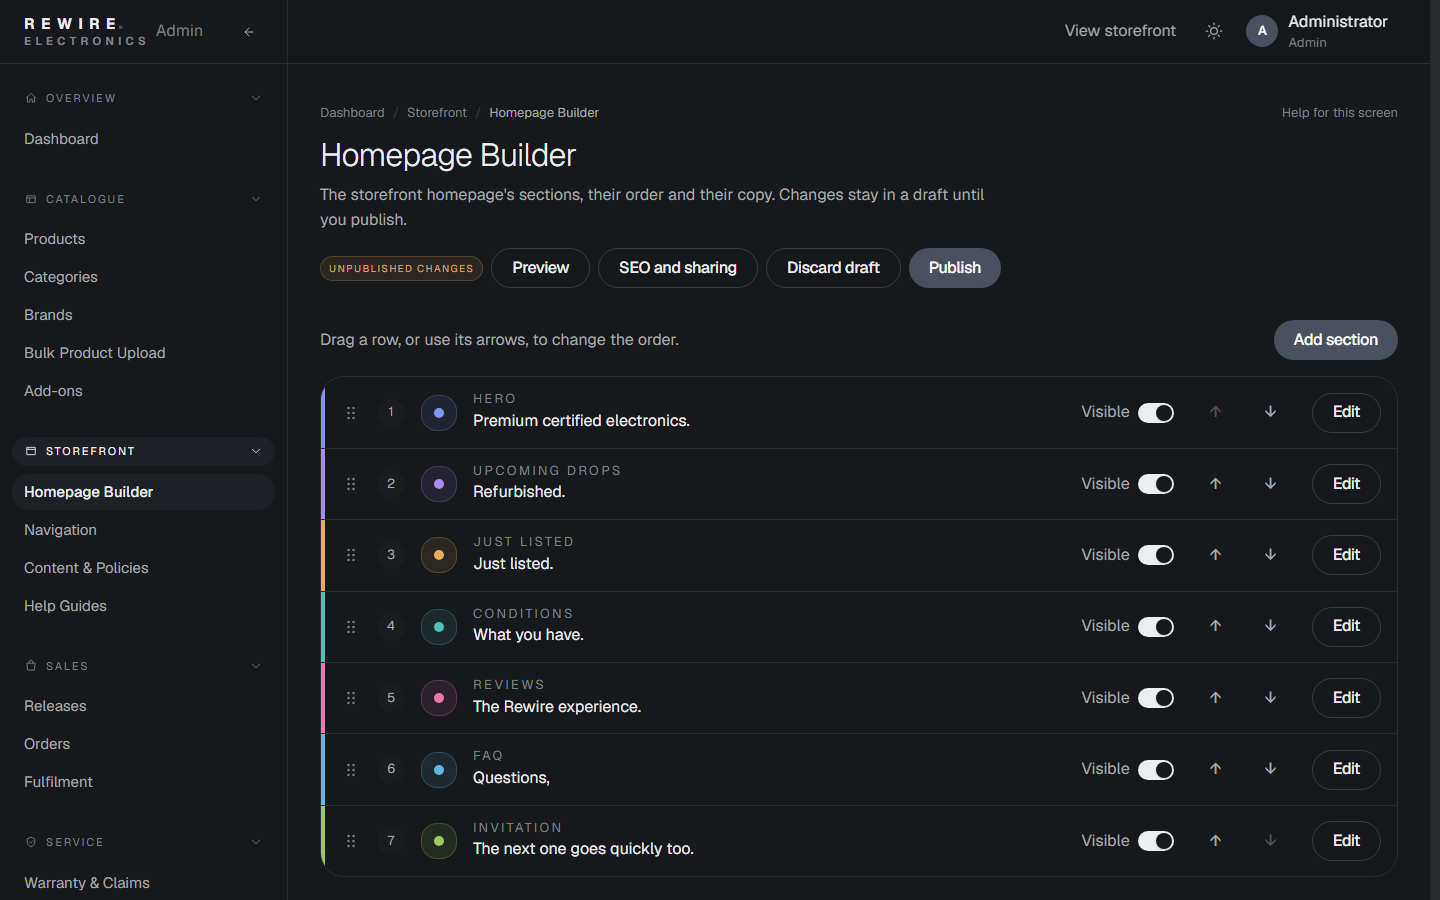 REWIRE.
ELECTRONICS
Admin
View storefront
A
Administrator
Admin
OVERVIEW
Dashboard
CATALOGUE
Products
Categories
Brands
Bulk Product Upload
Add-ons
STOREFRONT
Homepage Builder
Navigation
Content & Policies
Help Guides
SALES
Releases
Orders
Fulfilment
SERVICE
Warranty & Claims
Dashboard / Storefront / Homepage Builder
Help for this screen
Homepage Builder
The storefront homepage's sections, their order and their copy. Changes stay in a draft until
you publish.
UNPUBLISHED CHANGES
Preview
SEO and sharing
Discard draft
Publish
Drag a row, or use its arrows, to change the order.
Add section
1
HERO
Premium certified electronics.
Visible
Edit
2
UPCOMING DROPS
Refurbished.
Visible
Edit
3
JUST LISTED
Just listed.
Visible
Edit
4
CONDITIONS
What you have.
Visible
Edit
5
REVIEWS
The Rewire experience.
Visible
Edit
6
FAQ
Questions,
Visible
Edit
7
INVITATION
The next one goes quickly too.
Visible
Edit